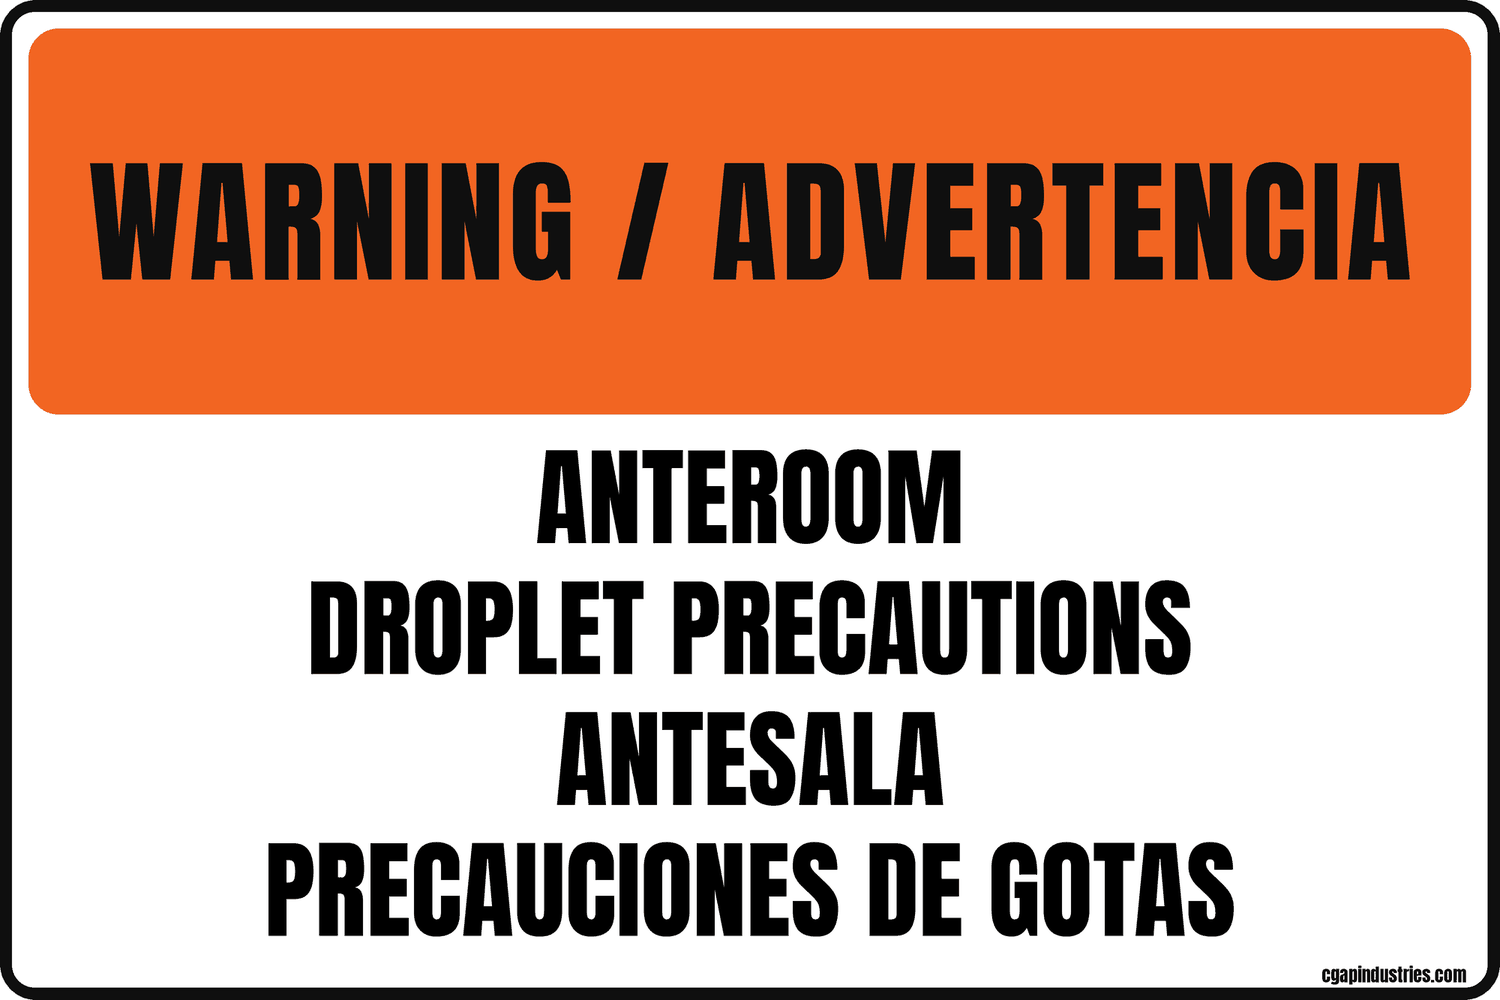 WARNING / ADVERTENCIA
ANTEROOM
DROPLET PRECAUTIONS
ANTESALA
PRECAUCIONES DE GOTAS
cgapindustries.com